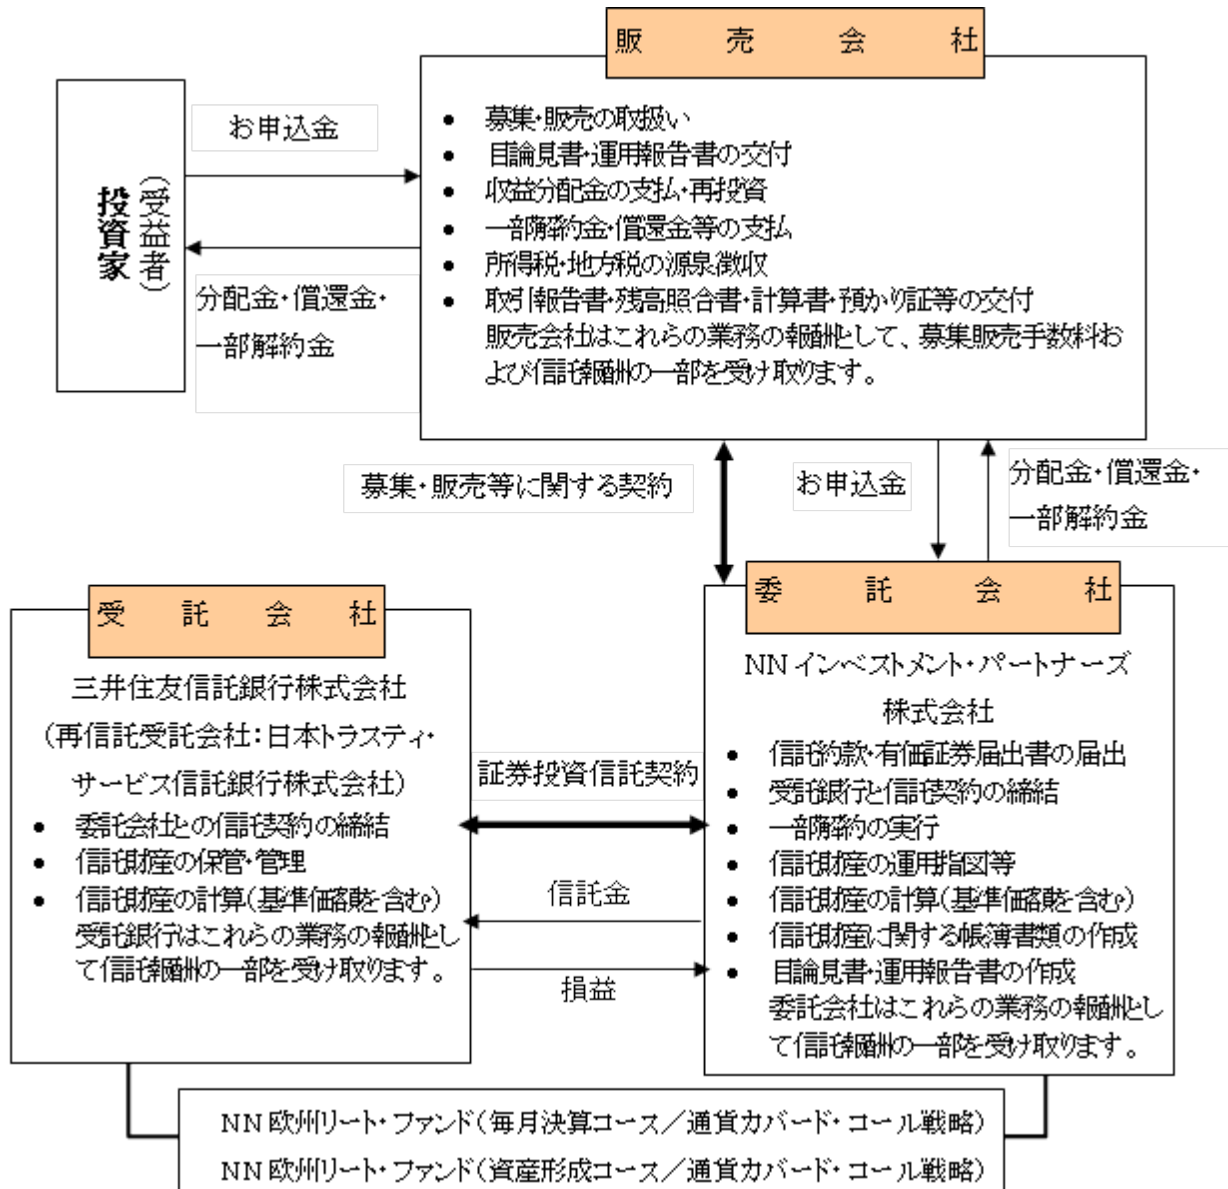 販売会社
投資家
(受益者)
お申込金
分配金・償還金・
一部解約金
● 募集・販売の取扱い
● 目論見書・運用報告書の交付
● 収益分配金の支払・再投資
● 一部解約金・償還金等の支払
● 所得税・地方税の源泉徴収
● 取引報告書・残高照合書・計算書・預かり証等の交付
販売会社はこれらの業務の報酬として、募集販売手数料お
よび信託報酬の一部を受け取ります。
募集・販売等に関する契約
お申込金
分配金・償還金・
一部解約金
受託会社
三井住友信託銀行株式会社
(再信託受託会社:日本トラスティ・
サービス信託銀行株式会社)
● 委託会社との信託契約の締結
● 信託財産の保管・管理
● 信託財産の計算(基準価額を含む)
受託銀行はこれらの業務の報酬とし
て信託報酬の一部を受け取ります。
証券投資信託契約
信託金
損益
委託会社
NNインベストメント・パートナーズ
株式会社
● 信託約款・有価証券届出書の届出
● 受託銀行と信託契約の締結
● 一部解約の実行
● 信託財産の運用指図等
● 信託財産の計算(基準価額を含む)
● 信託財産に関する帳簿書類の作成
● 目論見書・運用報告書の作成
委託会社はこれらの業務の報酬とし
て信託報酬の一部を受け取ります。
NN欧州リート・ファンド(毎月決算コース/通貨カバード・コール戦略)
NN欧州リート・ファンド(資産形成コース/通貨カバード・コール戦略)